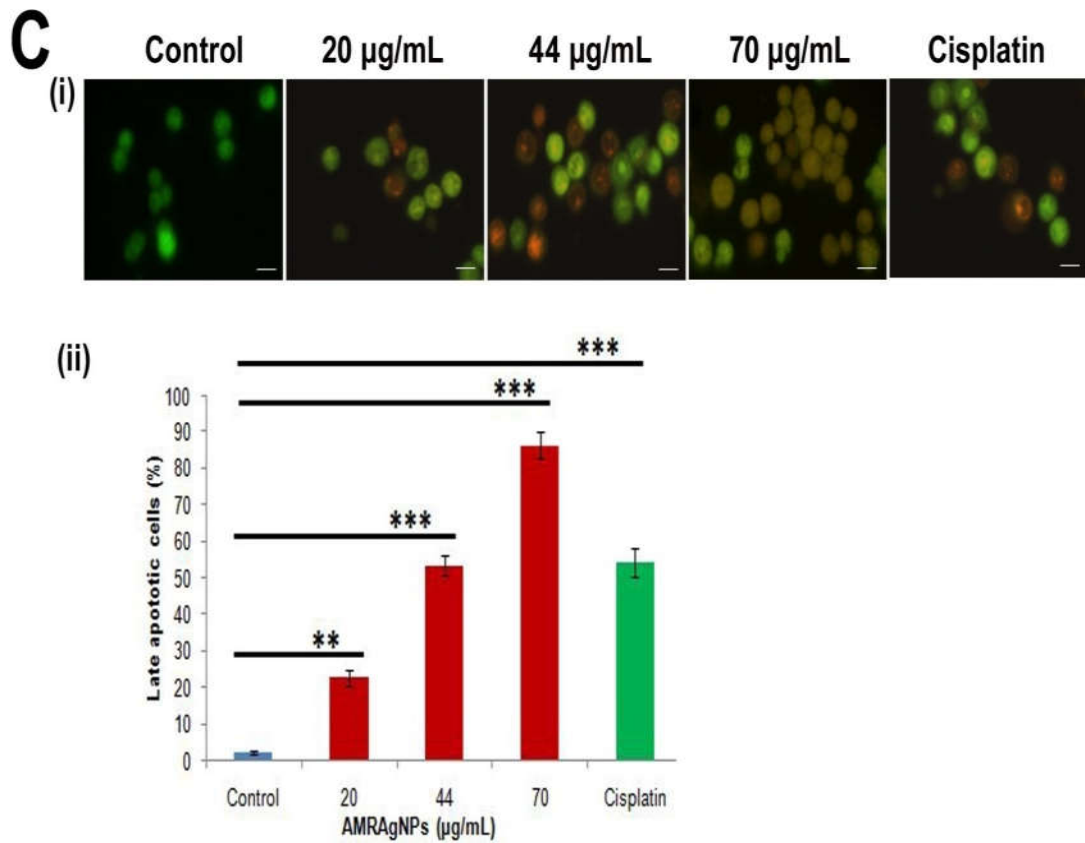 C
Control 20 µg/mL 44 µg/mL 70 µg/mL Cisplatin
(i)
(ii)
***
***
***
**
Late apoptotic cells (%)
100
90
80
70
60
50
40
30
20
10
0
Control 20 44 70 Cisplatin
AMRAgNPs (µg/mL)